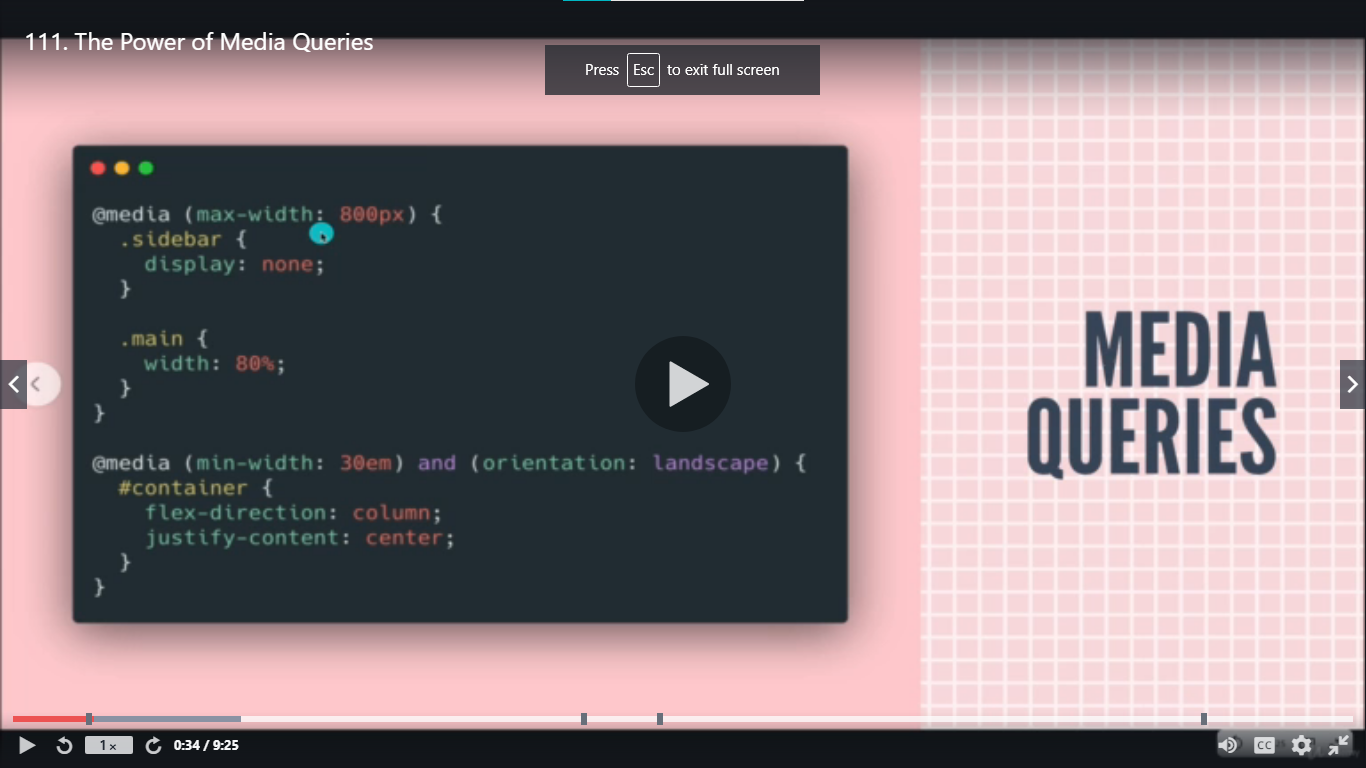 111. The Power of Media Queries
Press Esc to exit full screen
@media (max-width: 800px) {
  .sidebar {
    display: none;
  }

  .main {
    width: 80%;
  }
}

@media (min-width: 30em) and (orientation: landscape) {
  #container {
    flex-direction: column;
    justify-content: center;
  }
}
MEDIA
QUERIES
1×
0:34 / 9:25
CC